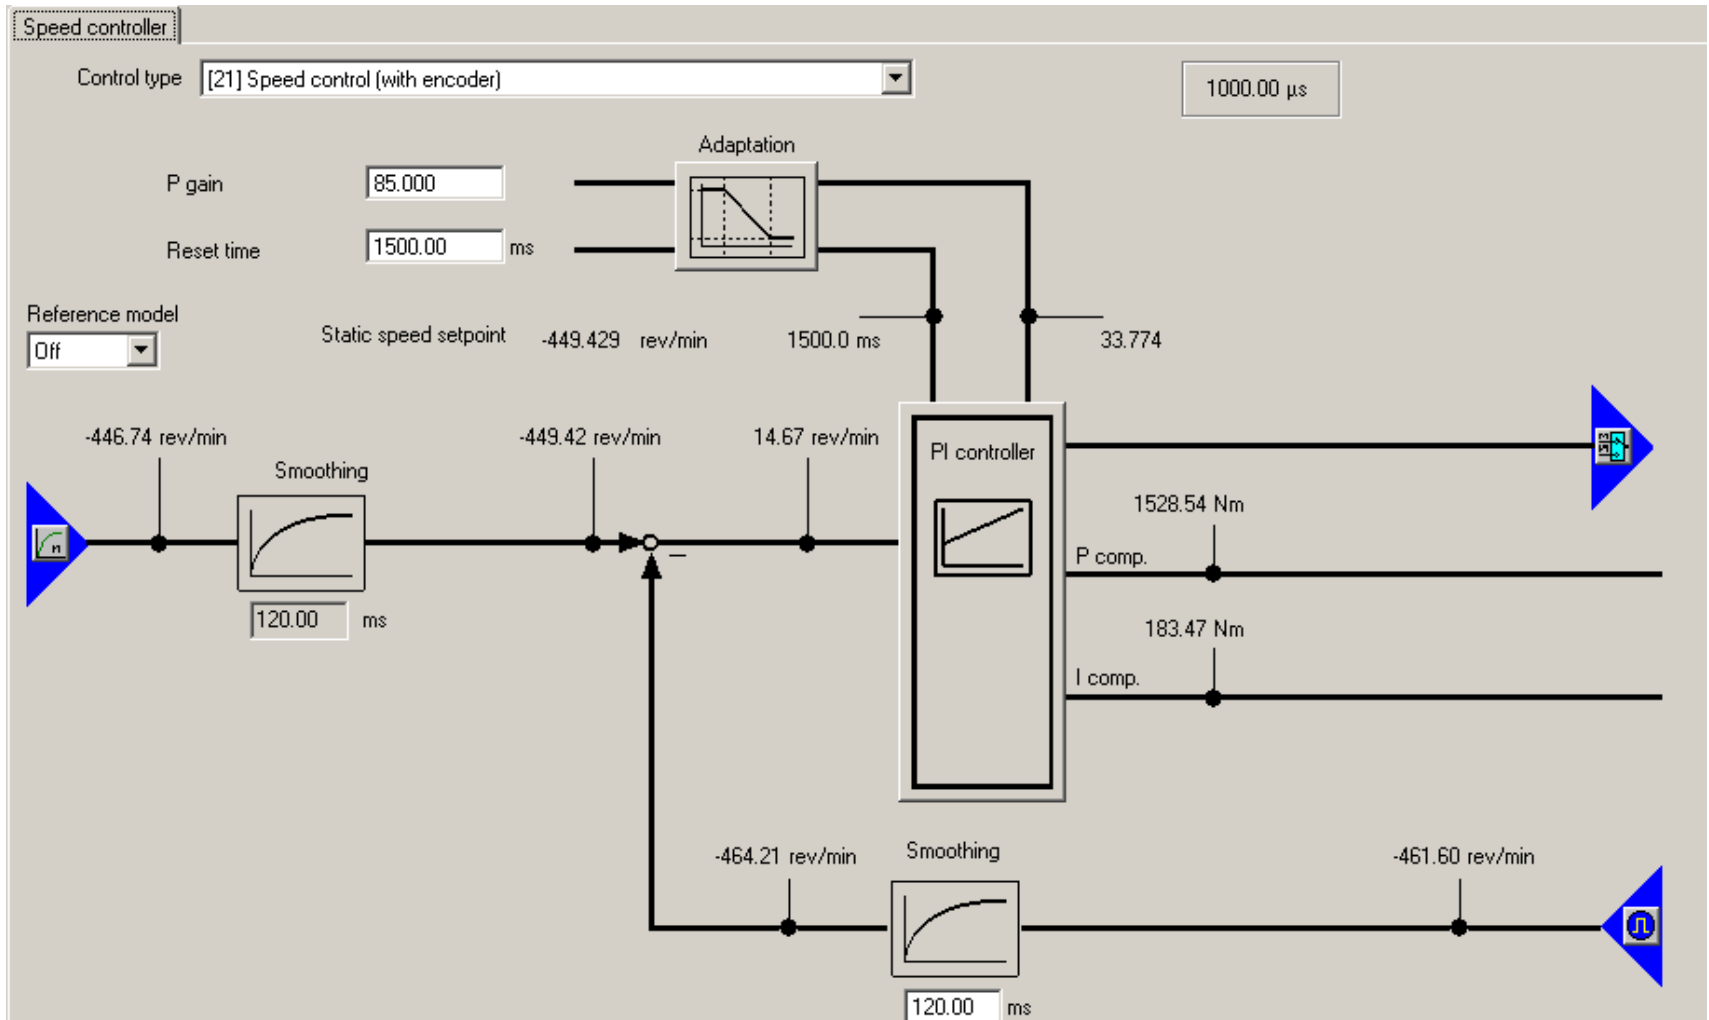 Speed controller
Control type [21] Speed control (with encoder) 1000.00 µs
Adaptation
P gain 85.000
Reset time 1500.00 ms
Reference model
Off
Static speed setpoint -449.429 rev/min 1500.0 ms 33.774
-446.74 rev/min -449.42 rev/min 14.67 rev/min PI controller
Smoothing
1528.54 Nm
P comp.
120.00 ms
183.47 Nm
I comp.
-464.21 rev/min Smoothing -461.60 rev/min
120.00 ms